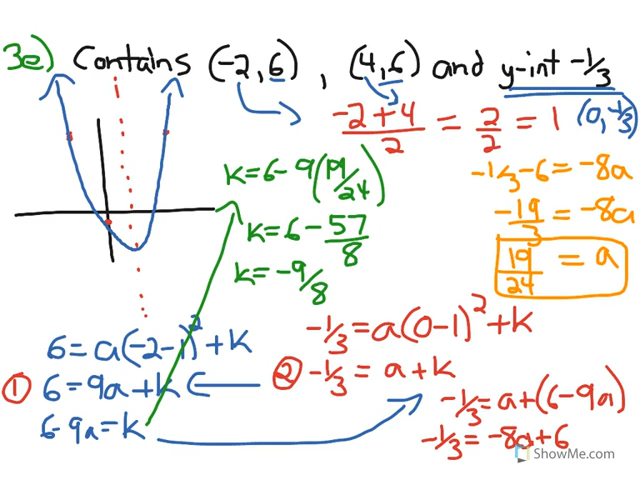 3e) Contains (-2, 6), (4, 6) and y-int -1/3
-2+4/2 = 2/2 = 1 (0, -1/3)
k = 6 - 9(19/24)
k = 6 - 57/8
k = -9/8
-1/3 - 6 = -8a
-19/3 = -8a
19/24 = a
6 = a(-2-1)² + k
① 6 = 9a + k
6 - 9a = k
-1/3 = a(0-1)² + k
② -1/3 = a + k
-1/3 = a + (6 - 9a)
-1/3 = -8a + 6
ShowMe.com